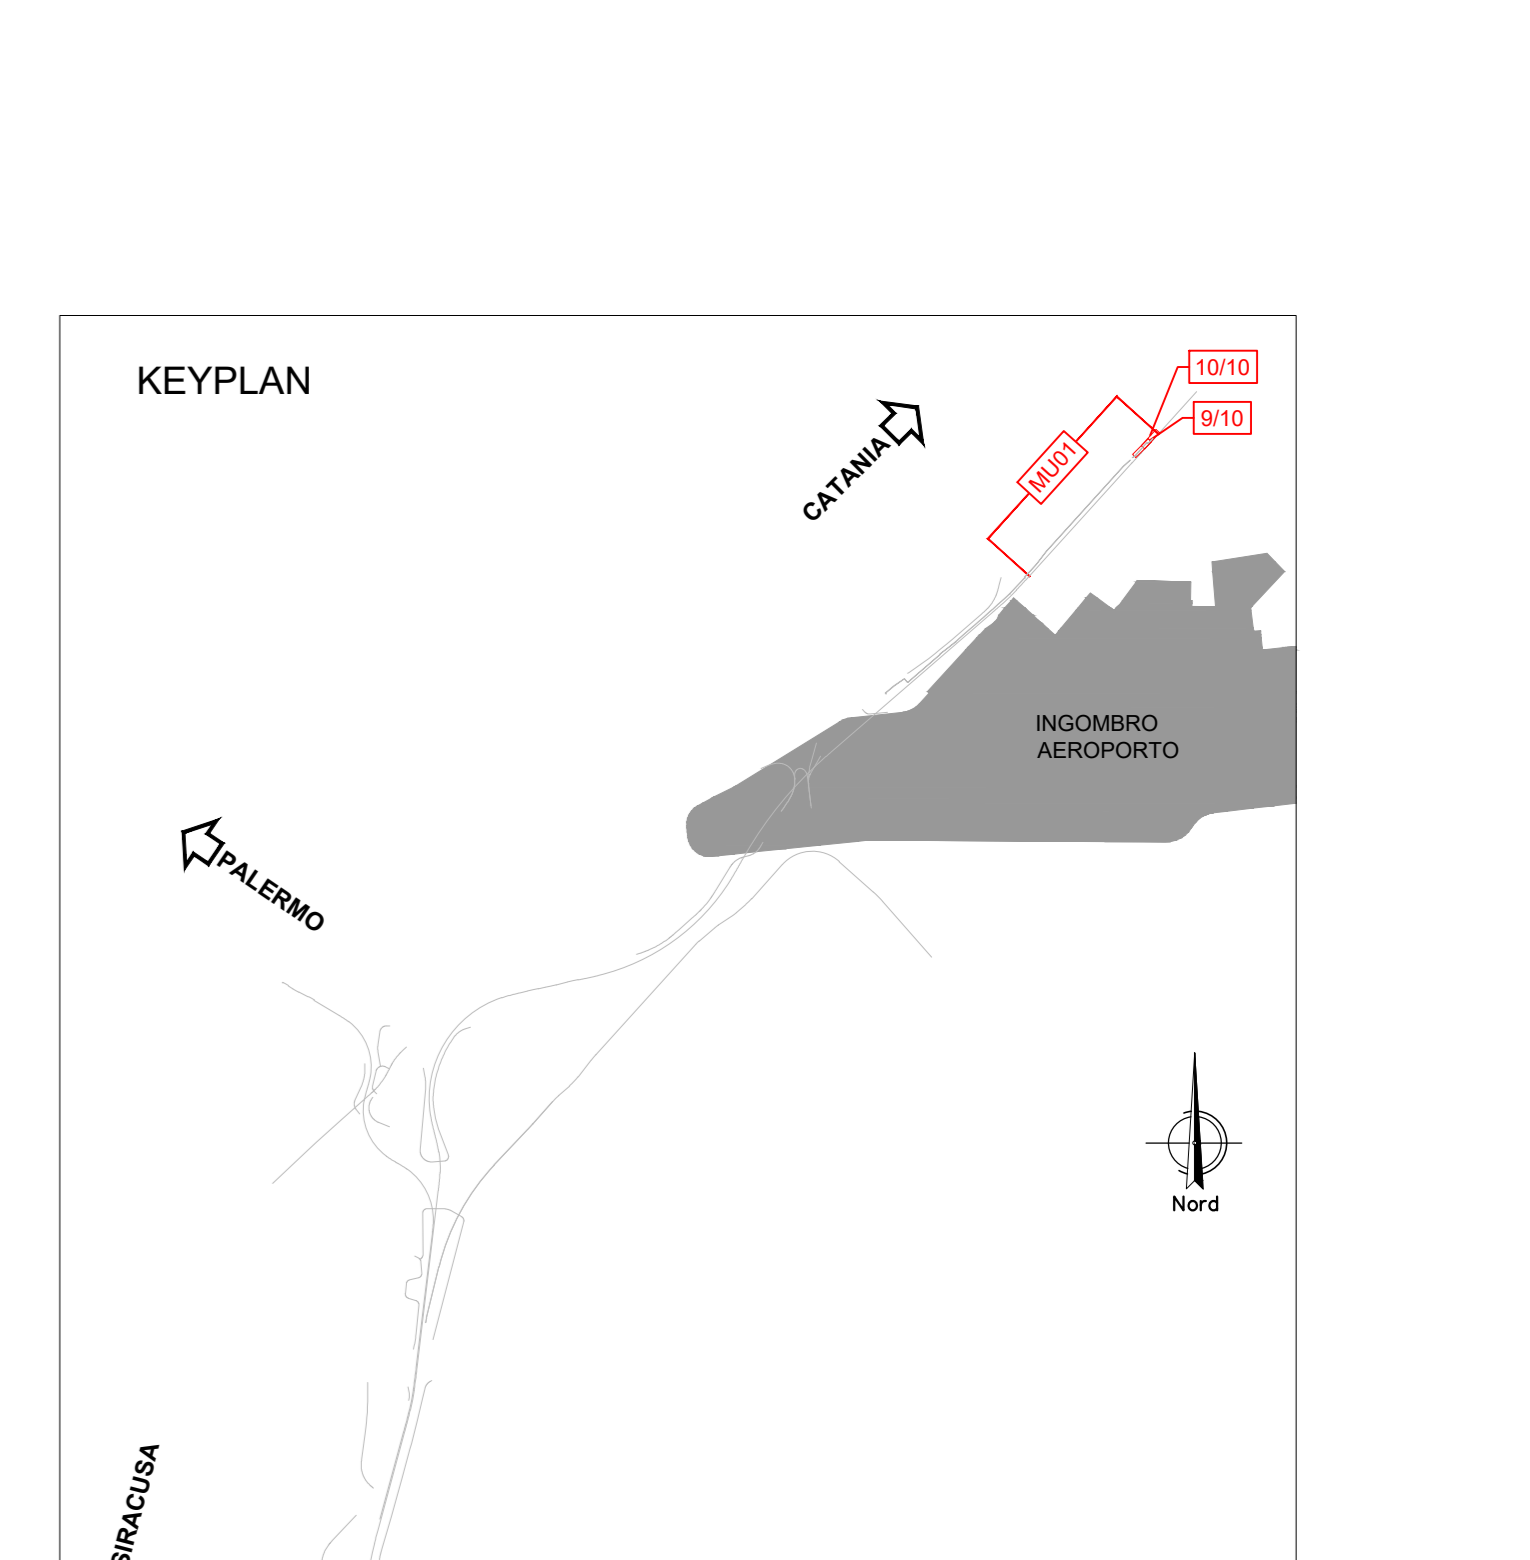 KEYPLAN
10/10
9/10
CATANIA
MU01
INGOMBRO
AEROPORTO
PALERMO
Nord
SIRACUSA